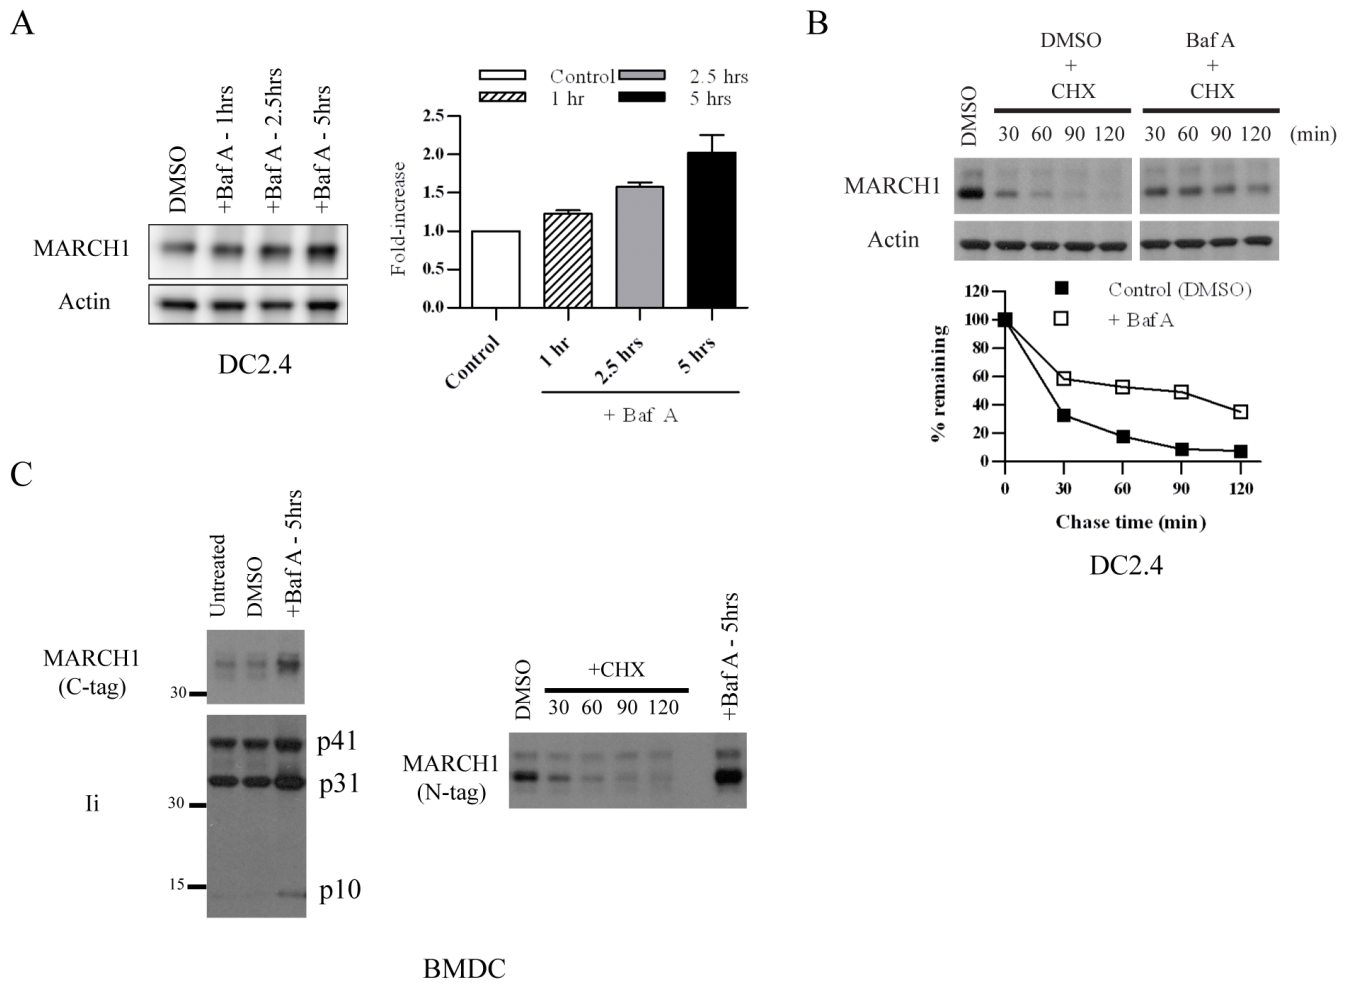 A
DMSO
+Baf A - 1hrs
+Baf A - 2.5hrs
+Baf A - 5hrs
MARCH1
Actin
DC2.4
Control
2.5 hrs
1 hr
5 hrs
Fold-increase
2.5
2.0
1.5
1.0
0.5
0.0
Control
1 hr
2.5 hrs
5 hrs
+ Baf A
B
DMSO
DMSO
+
CHX
Baf A
+
CHX
30 60 90 120 30 60 90 120 (min)
MARCH1
Actin
Control (DMSO)
+ Baf A
% remaining
120
100
80
60
40
20
0
0 30 60 90 120
Chase time (min)
DC2.4
C
Untreated
DMSO
+Baf A - 5hrs
MARCH1
(C-tag)
30
Ii
p41
p31
30
15
p10
DMSO
+CHX
30 60 90 120
+Baf A - 5hrs
MARCH1
(N-tag)
BMDC